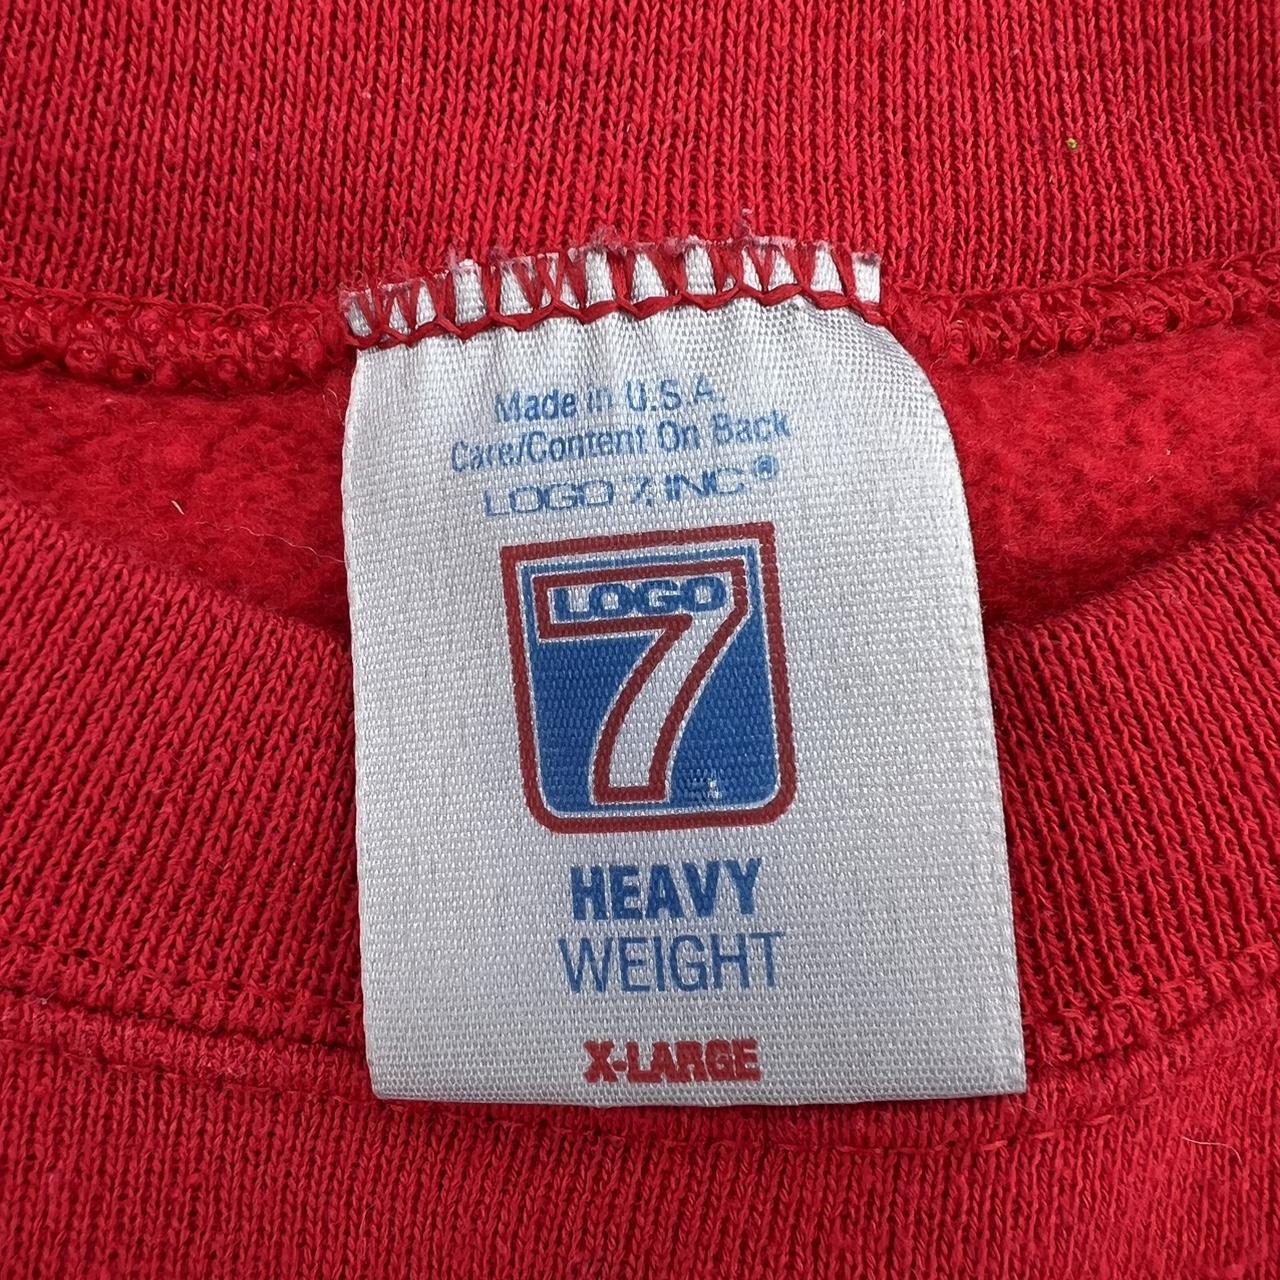 Made in U.S.A.
Care/Content On Back
LOGO 7, INC®
LOGO
7
HEAVY
WEIGHT
X-LARGE